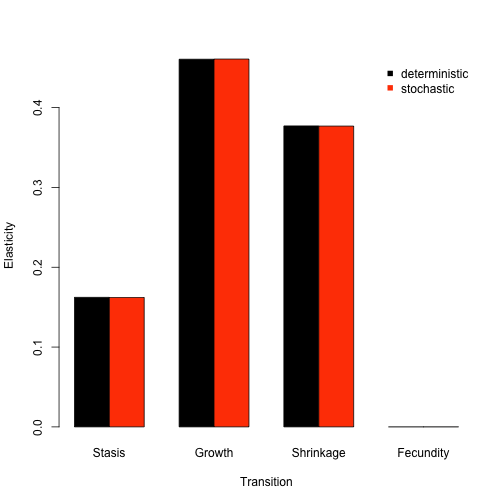 deterministic
stochastic
0.4
0.3
0.2
0.1
0.0
Elasticity
Stasis Growth Shrinkage Fecundity
Transition